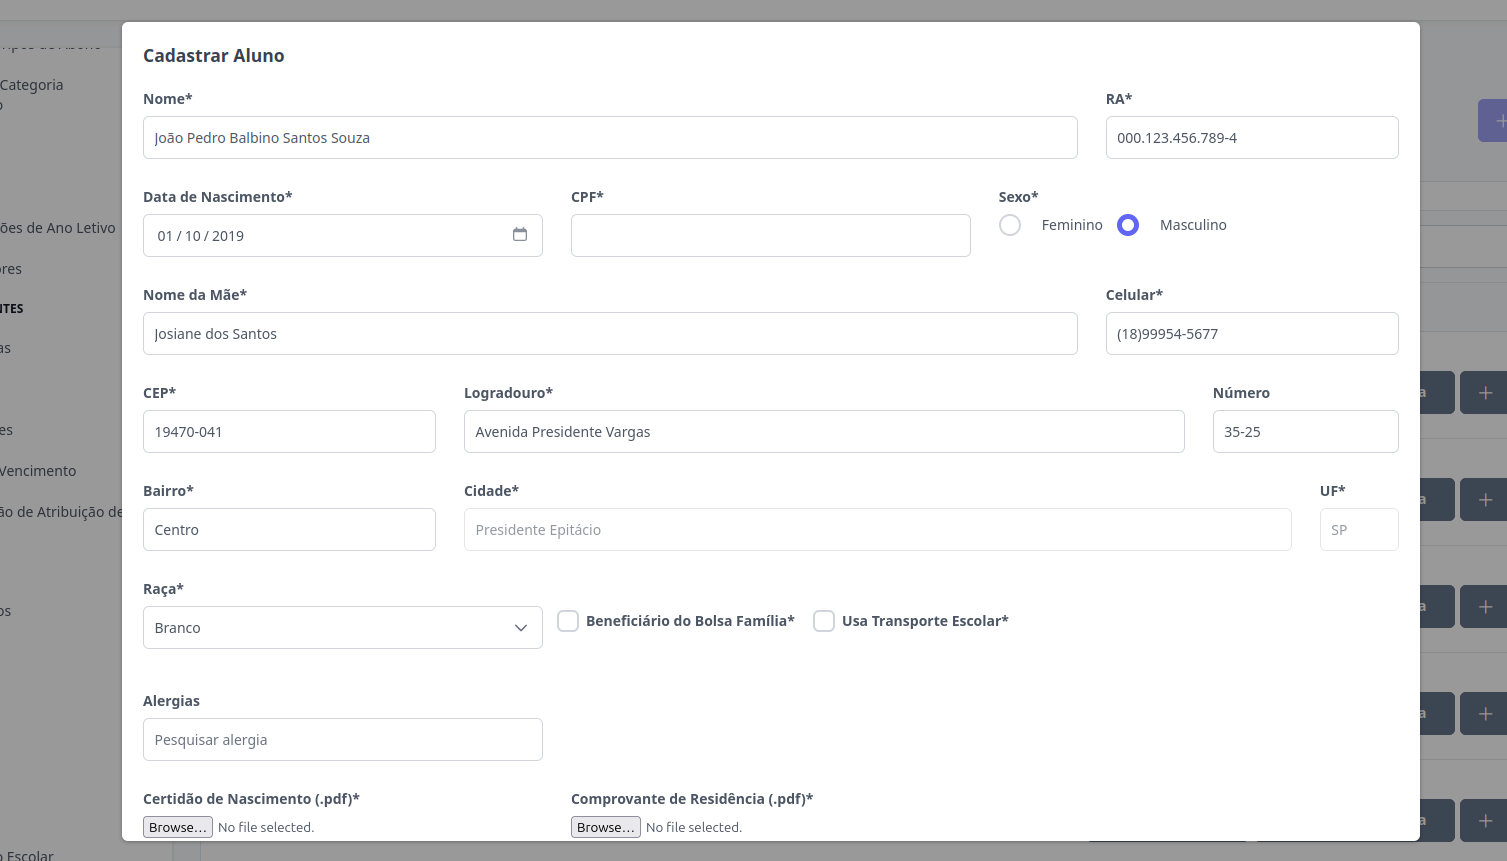 Categoria
Cadastrar Aluno
Nome*
RA*
João Pedro Balbino Santos Souza
000.123.456.789-4
Data de Nascimento*
CPF*
Sexo*
01 / 10 / 2019
Feminino
Masculino
ões de Ano Letivo
ores
NTES
Nome da Mãe*
Celular*
Josiane dos Santos
(18)99954-5677
as
CEP*
Logradouro*
Número
19470-041
Avenida Presidente Vargas
35-25
es
Vencimento
Bairro*
Cidade*
UF*
ão de Atribuição de
Centro
Presidente Epitácio
SP
Raça*
os
Branco
Beneficiário do Bolsa Família*
Usa Transporte Escolar*
Alergias
Pesquisar alergia
Certidão de Nascimento (.pdf)*
Comprovante de Residência (.pdf)*
Browse... No file selected.
Browse... No file selected.
o Escolar